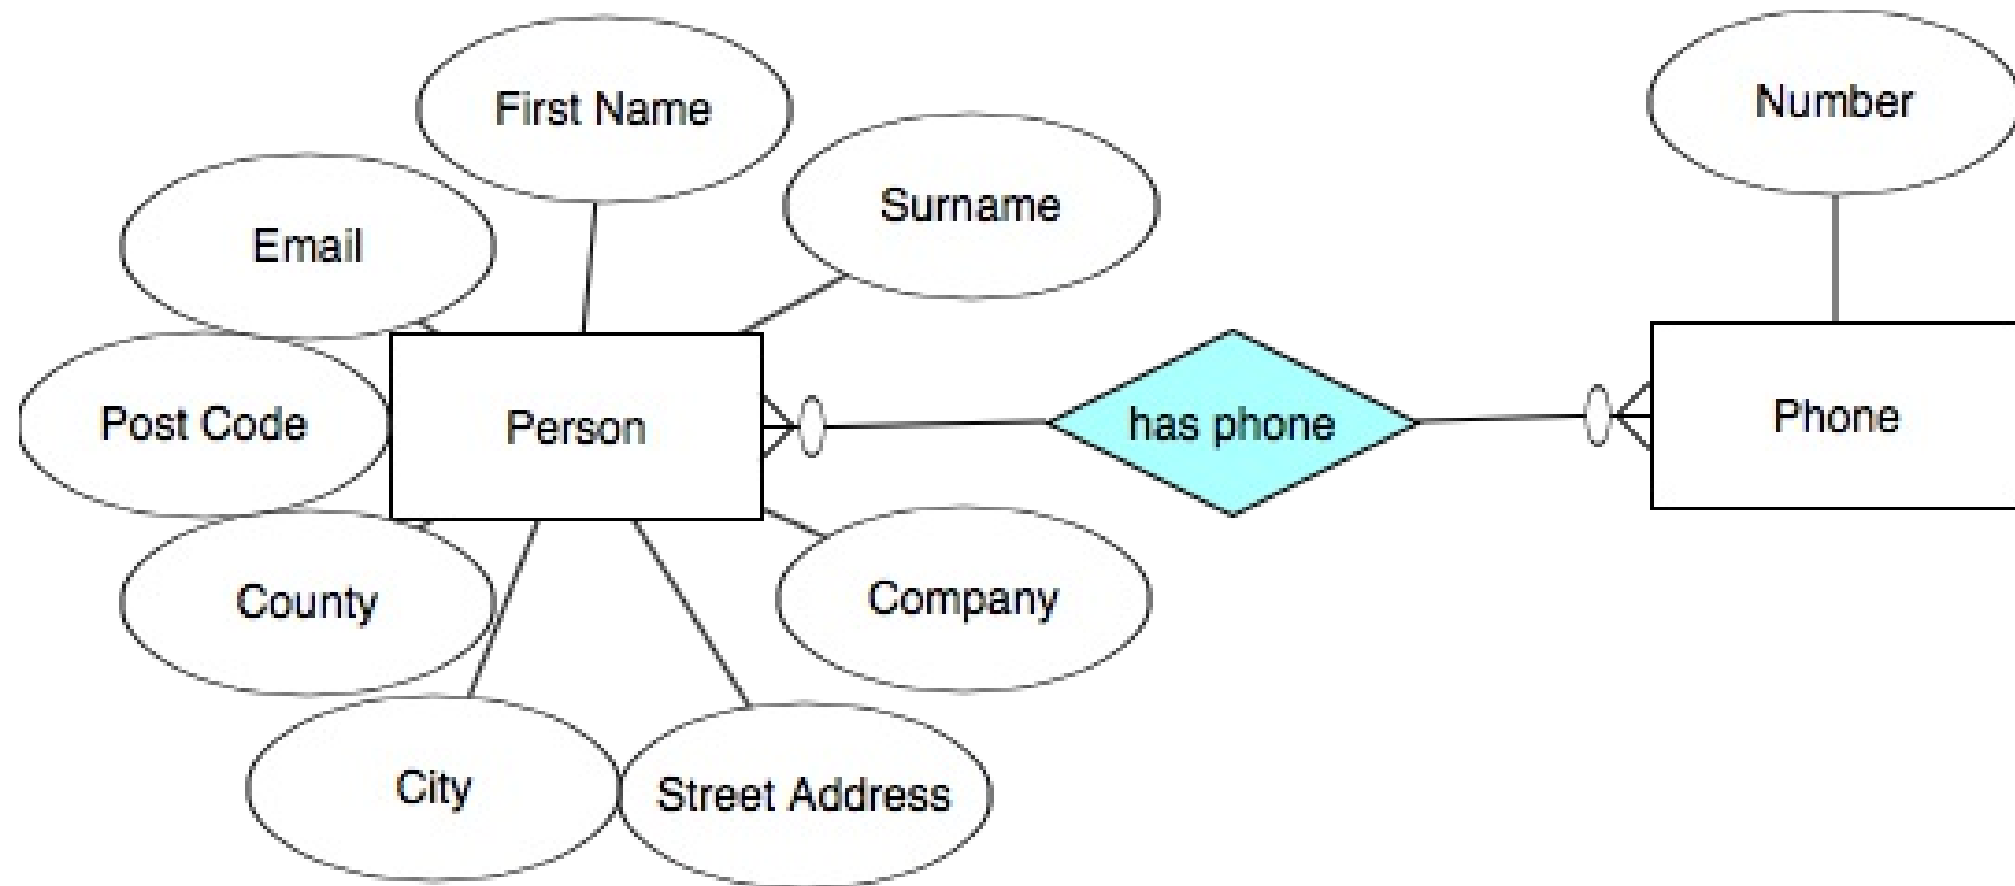 First Name
Number
Surname
Email
Post Code
Person
has phone
Phone
County
Company
City
Street Address